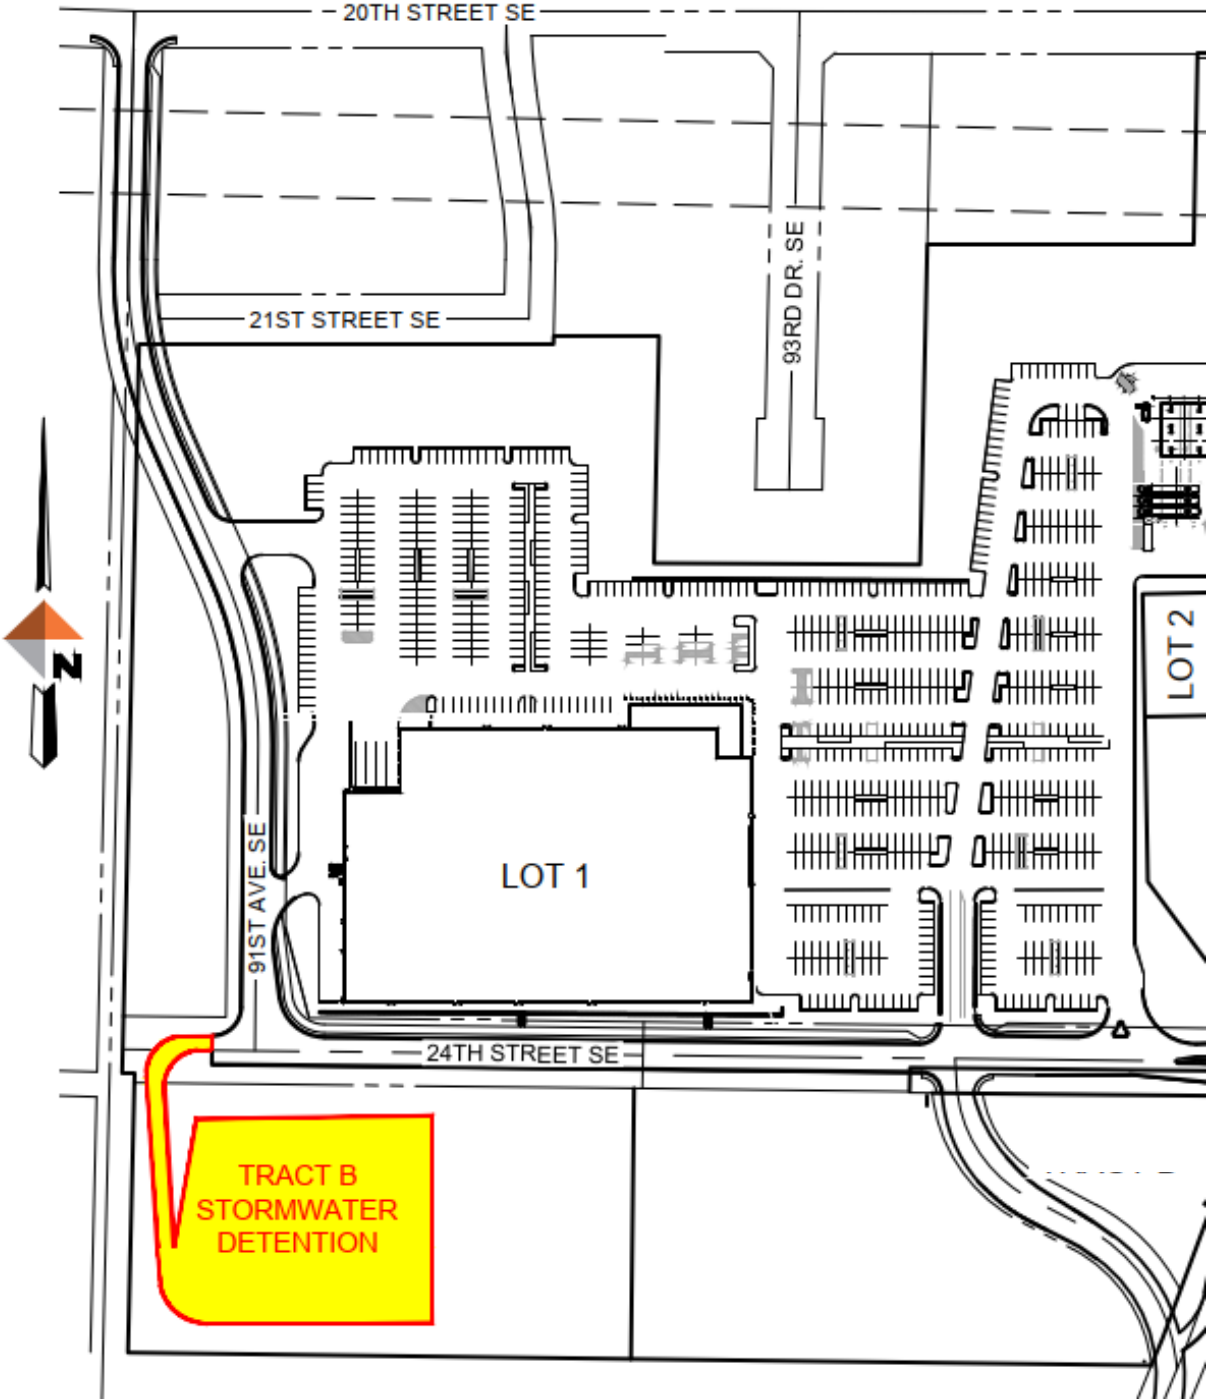 20TH STREET SE
93RD DR. SE
21ST STREET SE
N
LOT 2
LOT 1
91ST AVE. SE
24TH STREET SE
TRACT B
STORMWATER
DETENTION